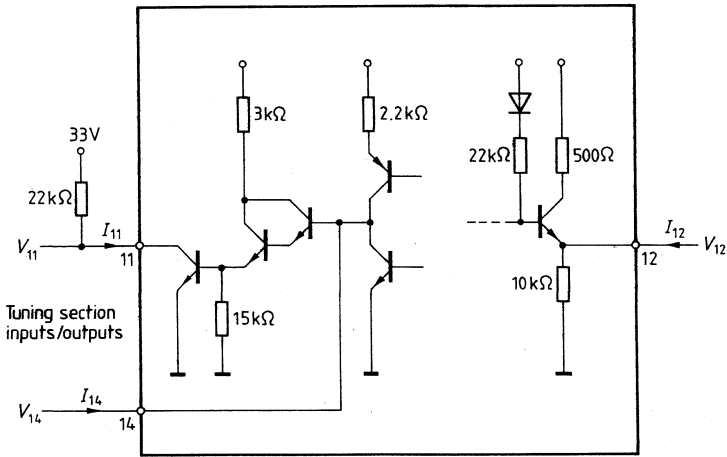 3kΩ
2.2kΩ
33V
22kΩ
22kΩ
500Ω
I11
V11
11
I12
12
V12
10kΩ
15kΩ
Tuning section
inputs/outputs
I14
V14
14